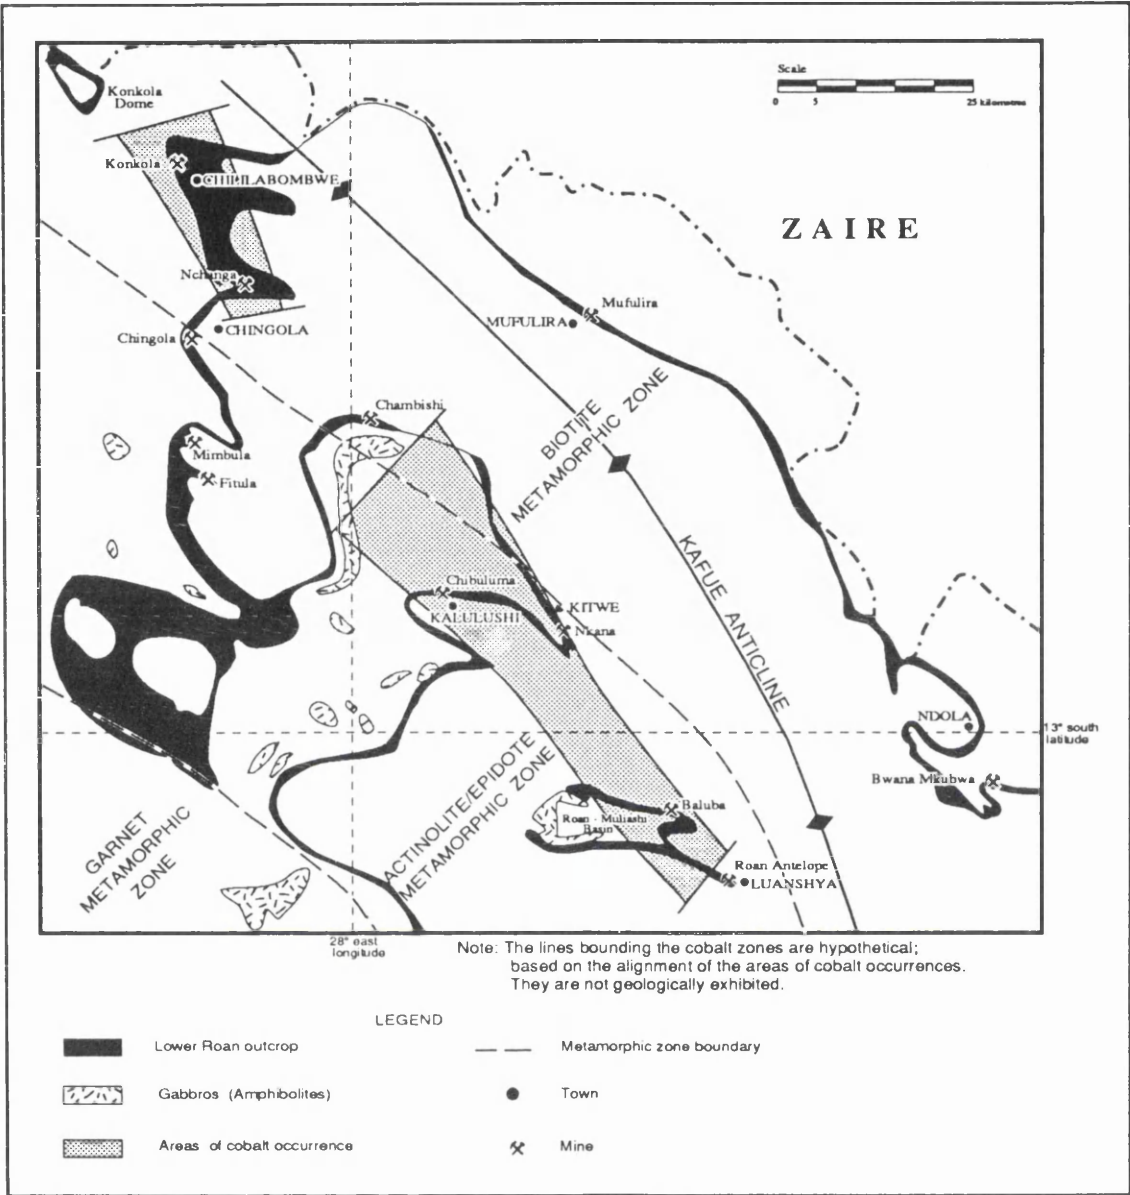 Scale
0 5 25 kilometres
Konkola
Dome
Konkola
CHILILABOMBWE
ZAIRE
Nchanga
CHINGOLA
Chingola
Mufulira
MUFULIRA
Chambishi
Mimbula
Fitula
BIOTITE
METAMORPHIC ZONE
KAFUE ANTICLINE
Chibuluma
KALULUSHI
KITWE
Nkana
NDOLA
13° south
latitude
Bwana Mkubwa
Baluba
Roan - Muliashi
Basin
Roan Antelope
LUANSHYA
ACTINOLITE/EPIDOTE
METAMORPHIC ZONE
GARNET
METAMORPHIC
ZONE
28° east
longitude
Note: The lines bounding the cobalt zones are hypothetical;
based on the alignment of the areas of cobalt occurrences.
They are not geologically exhibited.
LEGEND
Lower Roan outcrop
Metamorphic zone boundary
Gabbros (Amphibolites)
Town
Areas of cobalt occurrence
Mine